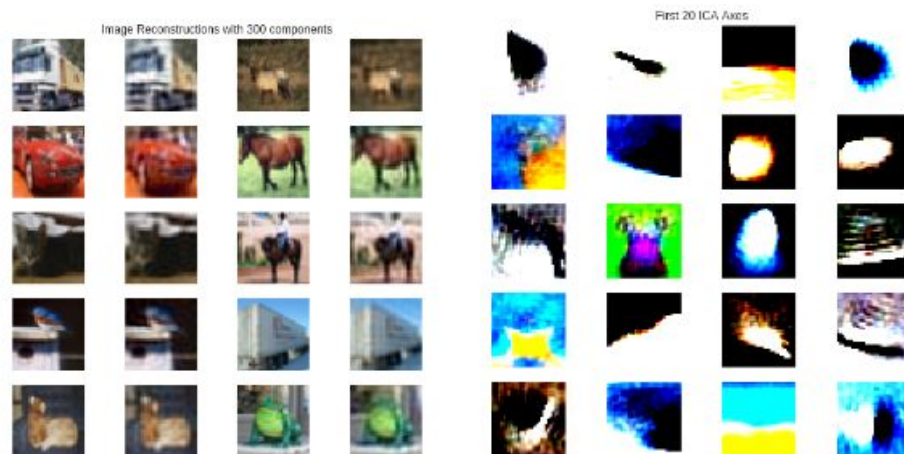 Image Reconstructions with 300 components
First 20 ICA Axes